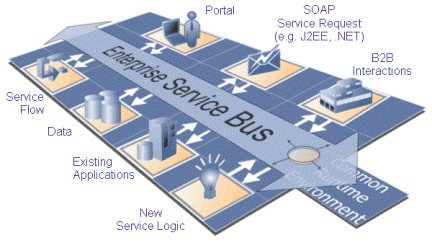 Portal
SOAP
Service Request
(e.g. J2EE, .NET)
B2B
Interactions
Enterprise Service Bus
Service
Flow
Data
Existing
Applications
New
Service Logic
Common
Runtime
Environment